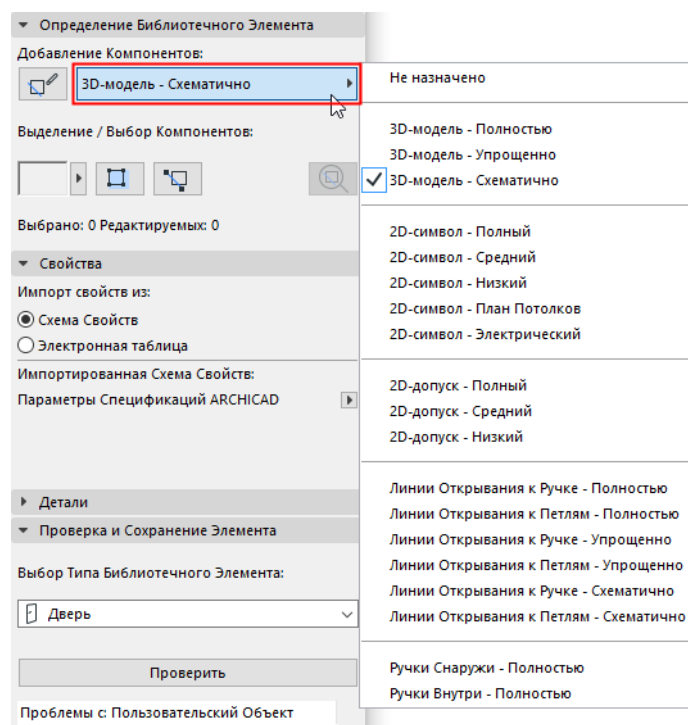 Определение Библиотечного Элемента
Добавление Компонентов:
3D-модель - Схематично
Выделение / Выбор Компонентов:
Выбрано: 0 Редактируемых: 0
Свойства
Импорт свойств из:
Схема Свойств
Электронная таблица
Импортированная Схема Свойств:
Параметры Спецификаций ARCHICAD
Детали
Проверка и Сохранение Элемента
Выбор Типа Библиотечного Элемента:
Дверь
Проверить
Проблемы с: Пользовательский Объект
Не назначено
3D-модель - Полностью
3D-модель - Упрощенно
3D-модель - Схематично
2D-символ - Полный
2D-символ - Средний
2D-символ - Низкий
2D-символ - План Потолков
2D-символ - Электрический
2D-допуск - Полный
2D-допуск - Средний
2D-допуск - Низкий
Линии Открывания к Ручке - Полностью
Линии Открывания к Петлям - Полностью
Линии Открывания к Ручке - Упрощенно
Линии Открывания к Петлям - Упрощенно
Линии Открывания к Ручке - Схематично
Линии Открывания к Петлям - Схематично
Ручки Снаружи - Полностью
Ручки Внутри - Полностью